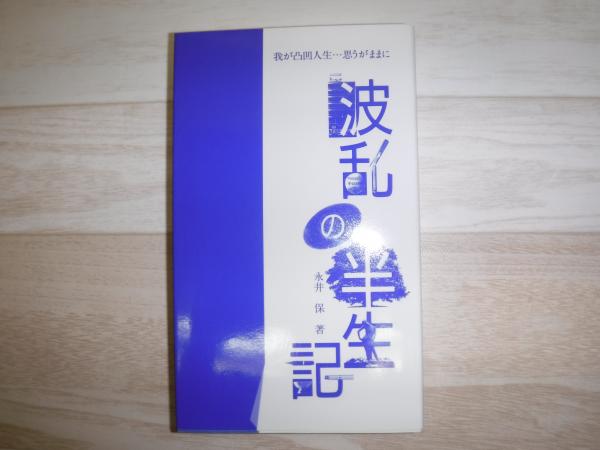 我が凸凹人生…思うがままに
波乱の半生記
永井 保 著